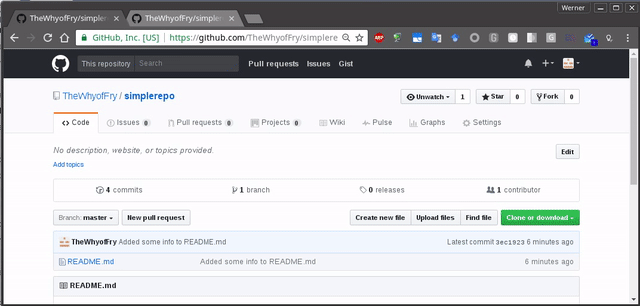 Werner
TheWhyofFry/simplere
TheWhyofFry/simplere
GitHub, Inc. [US] https://github.com/TheWhyofFry/simplere
This repository Search Pull requests Issues Gist
TheWhyofFry / simplerepo Unwatch 1 Star 0 Fork 0
Code Issues 0 Pull requests 0 Projects 0 Wiki Pulse Graphs Settings
No description, website, or topics provided. Edit
Add topics
4 commits 1 branch 0 releases 1 contributor
Branch: master New pull request Create new file Upload files Find file Clone or download
TheWhyofFry Added some info to README.md Latest commit 3ec1923 6 minutes ago
README.md Added some info to README.md 6 minutes ago
README.md